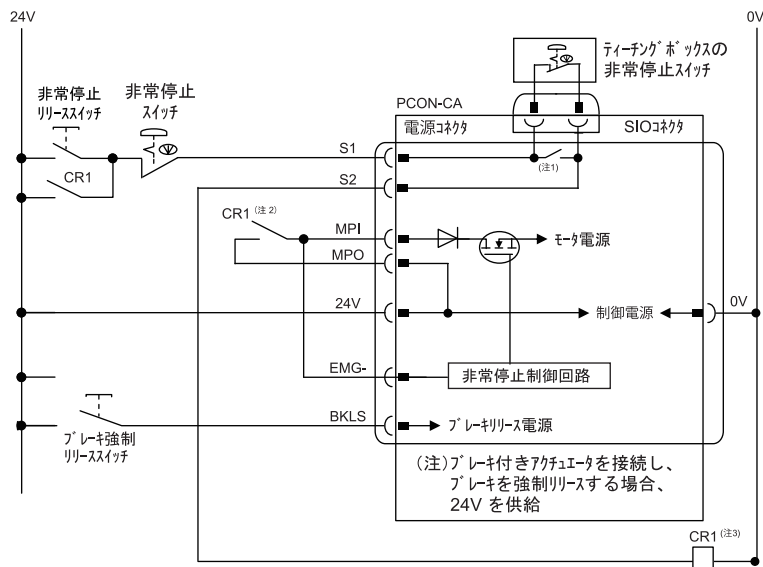 24V
0V
ティーチングボックスの
非常停止スイッチ
非常停止
リリーススイッチ
非常停止
スイッチ
PCON-CA
電源コネクタ
SIOコネクタ
S1
(注1)
CR1
S2
CR1(注2)
MPI
モータ電源
MPO
24V
制御電源
0V
EMG-
非常停止制御回路
BKLS
ブレーキリリース電源
ブレーキ強制
リリーススイッチ
(注)ブレーキ付きアクチュエータを接続し、
ブレーキを強制リリースする場合、
24V を供給
CR1(注3)